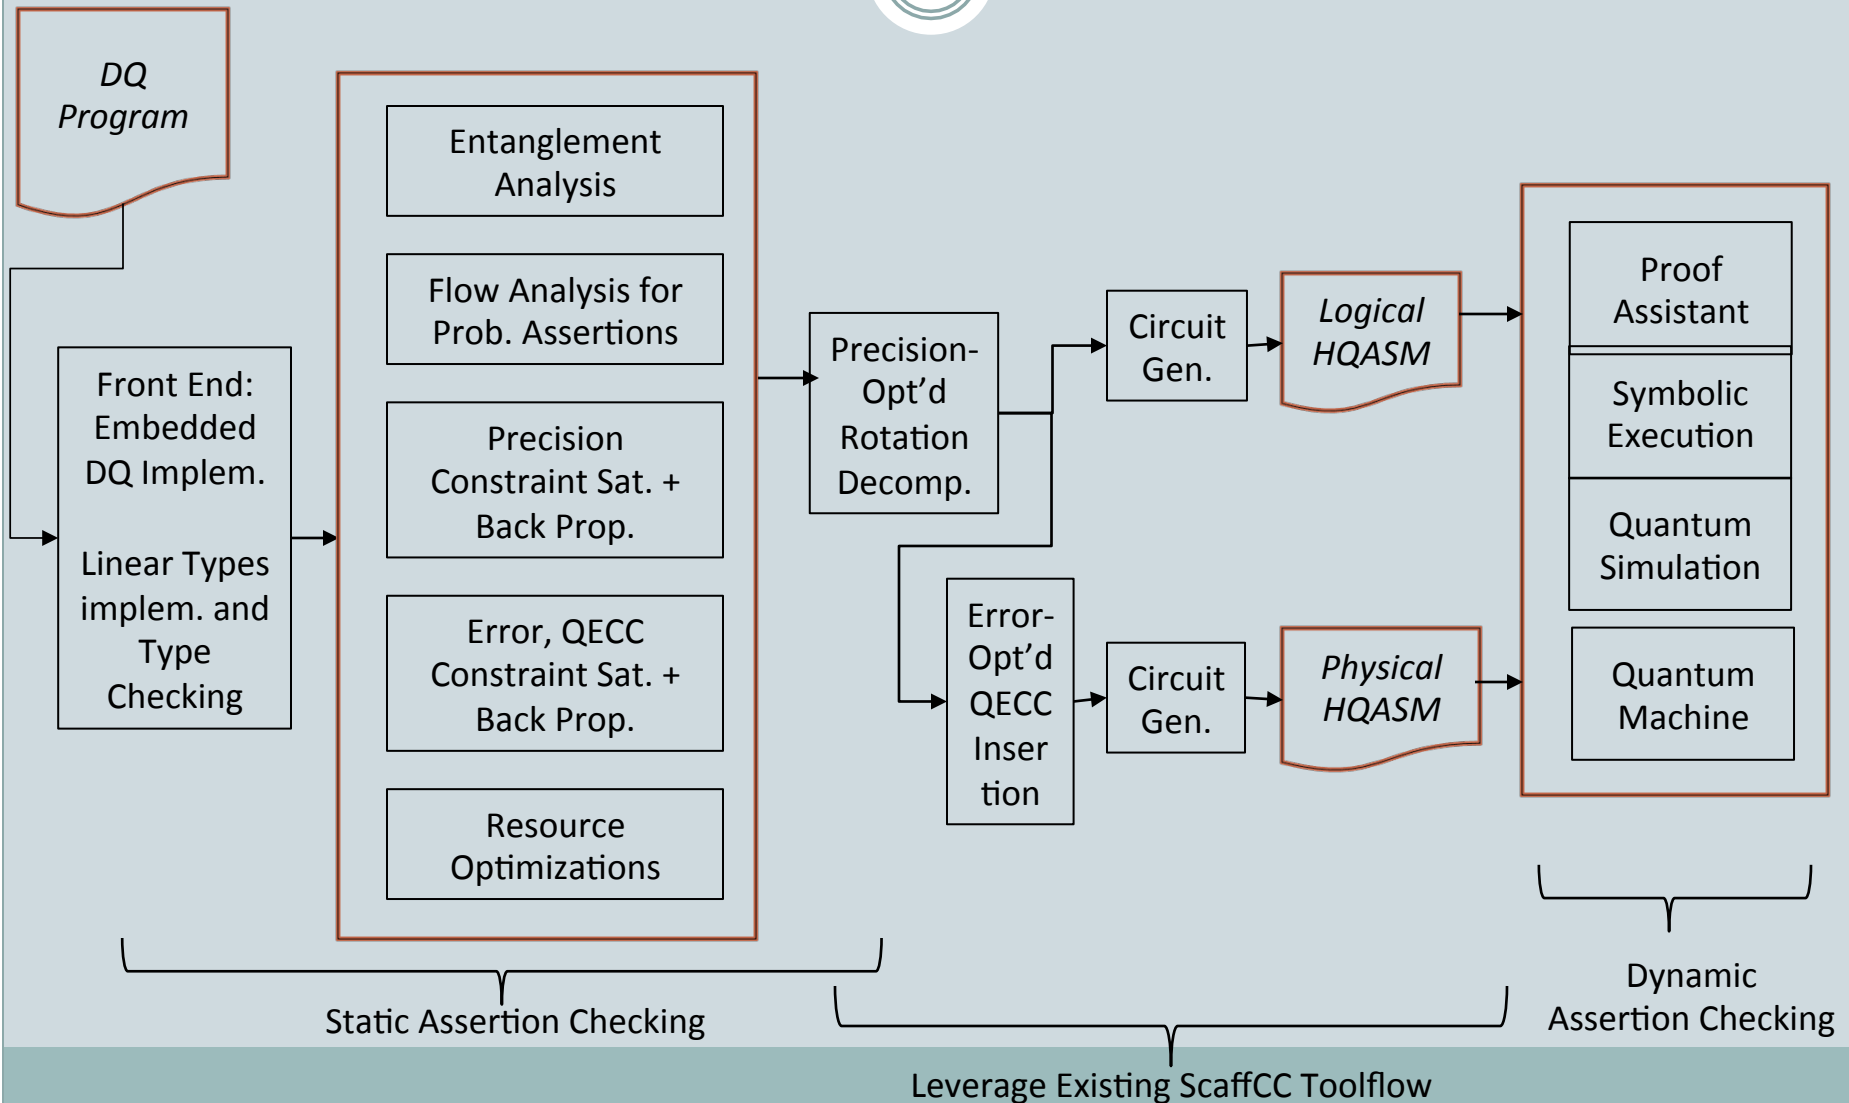 DQ
Program
Front End:
Embedded
DQ Implem.
Linear Types
implem. and
Type
Checking
Entanglement
Analysis
Flow Analysis for
Prob. Assertions
Precision
Constraint Sat. +
Back Prop.
Error, QECC
Constraint Sat. +
Back Prop.
Resource
Optimizations
Precision-
Opt’d
Rotation
Decomp.
Circuit
Gen.
Logical
HQASM
Error-
Opt’d
QECC
Inser
tion
Circuit
Gen.
Physical
HQASM
Proof
Assistant
Symbolic
Execution
Quantum
Simulation
Quantum
Machine
Static Assertion Checking
Dynamic
Assertion Checking
Leverage Existing ScaffCC Toolflow